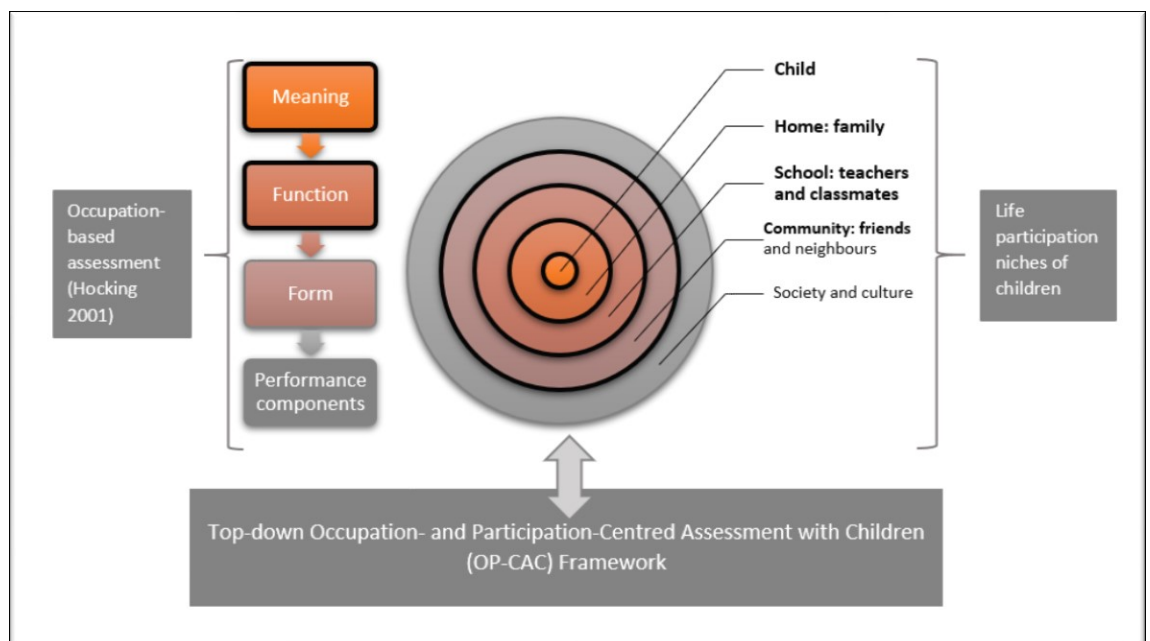 Meaning
Function
Form
Performance
components
Occupation-
based
assessment
(Hocking
2001)
Child
Home: family
School: teachers
and classmates
Community: friends
and neighbours
Society and culture
Life
participation
niches of
children
Top-down Occupation- and Participation-Centred Assessment with Children
(OP-CAC) Framework